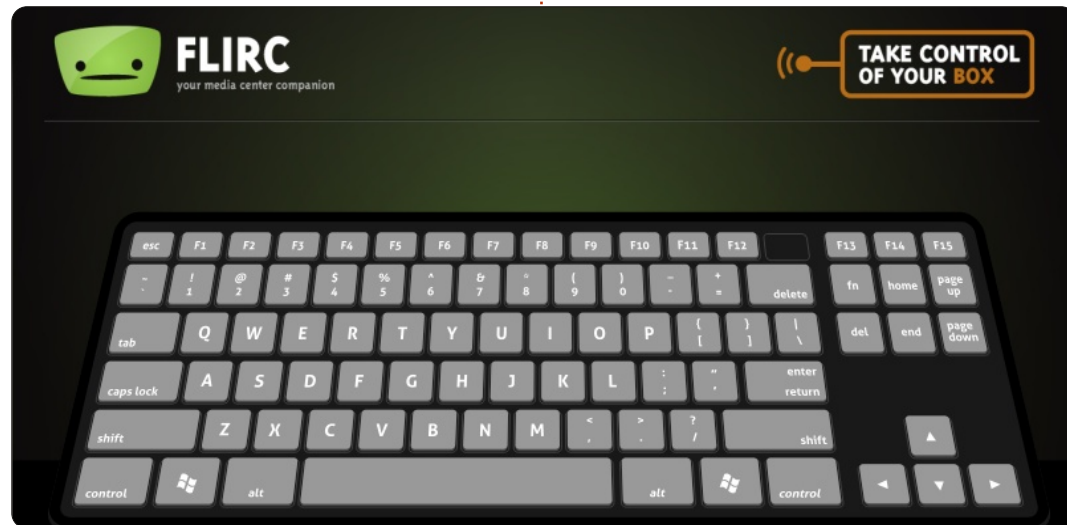 FLIRC
your media center companion
TAKE CONTROL
OF YOUR BOX
esc F1 F2 F3 F4 F5 F6 F7 F8 F9 F10 F11 F12 F13 F14 F15
~ ! @ # $ % ^ & * ( ) – +
` 1 2 3 4 5 6 7 8 9 0 - = delete fn home page up
tab Q W E R T Y U I O P { [ } ] | \ del end page down
caps lock A S D F G H J K L : ; " ' enter return
shift Z X C V B N M < , > . ? / shift ▲
control alt alt control ◄ ▼ ►